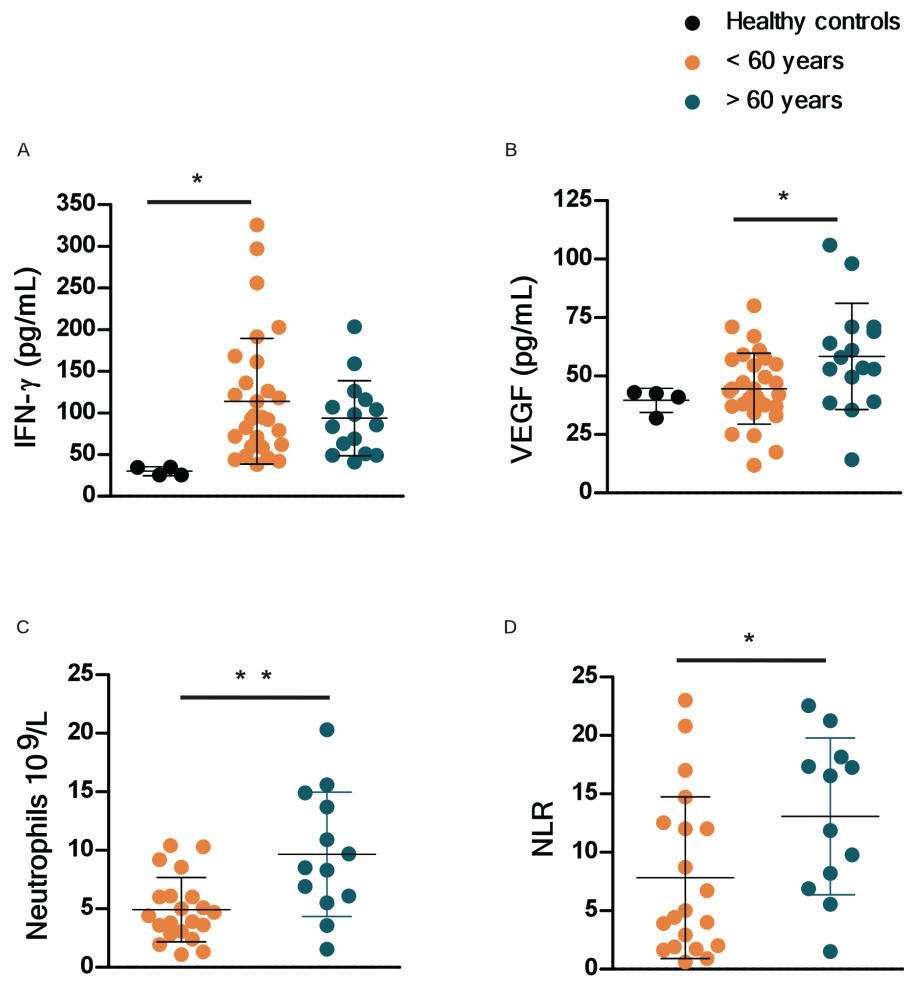 Healthy controls
< 60 years
> 60 years
A
*
350
300
250
200
150
100
50
0
IFN-γ (pg/mL)
B
*
125
100
75
50
25
0
VEGF (pg/mL)
C
* *
25
20
15
10
5
0
Neutrophils 10⁹/L
D
*
25
20
15
10
5
0
NLR